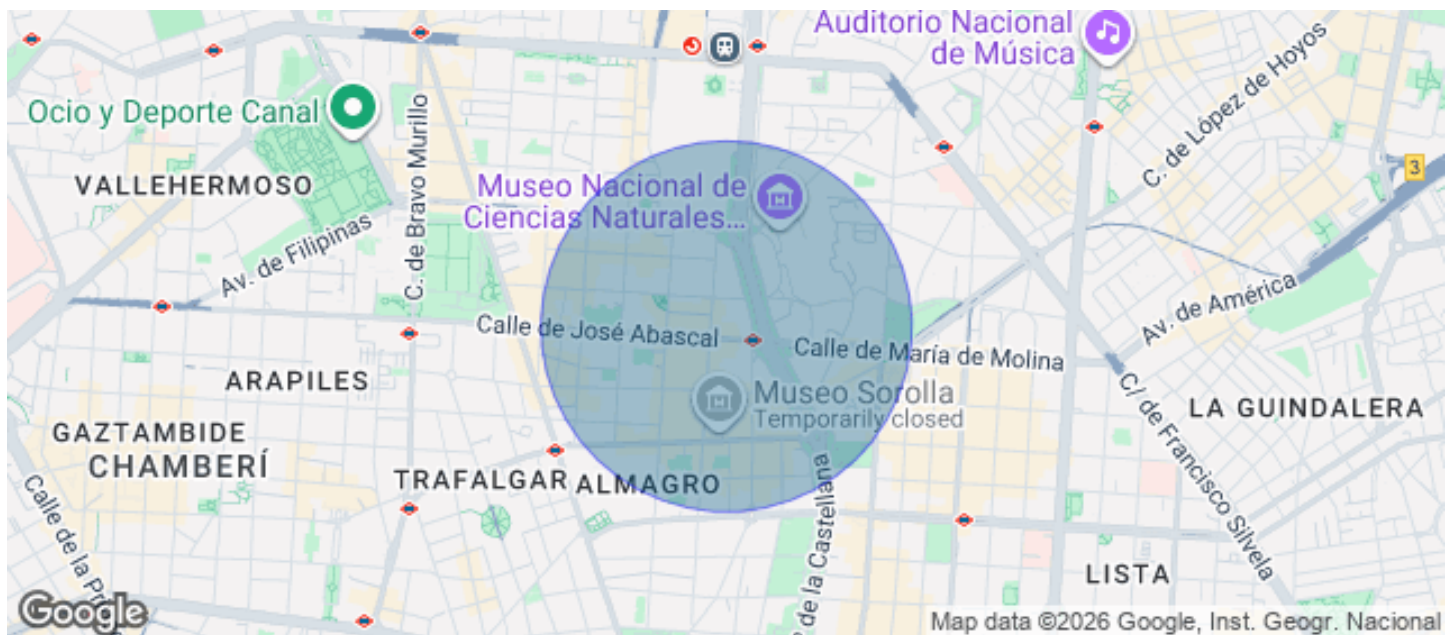 Auditorio Nacional
de Música
C. de López de Hoyos
Ocio y Deporte Canal
3
VALLEHERMOSO
C. de Bravo Murillo
Museo Nacional de
Ciencias Naturales...
Av. de Filipinas
Av. de América
Calle de José Abascal
Calle de María de Molina
ARAPILES
Museo Sorolla
Temporarily closed
C/ de Francisco Silvela
LA GUINDALERA
GAZTAMBIDE
CHAMBERÍ
TRAFALGAR
ALMAGRO
Calle de la
de la Castellana
LISTA
Google
Map data ©2026 Google, Inst. Geogr. Nacional